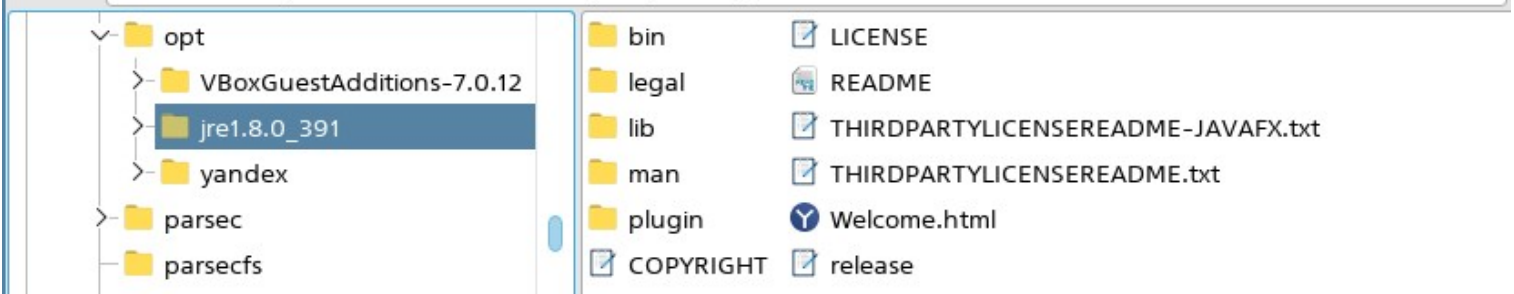 opt
VBoxGuestAdditions-7.0.12
jre1.8.0_391
yandex
parsec
parsecfs
bin
legal
lib
man
plugin
COPYRIGHT
LICENSE
README
THIRDPARTYLICENSEREADME-JAVAFX.txt
THIRDPARTYLICENSEREADME.txt
Welcome.html
release